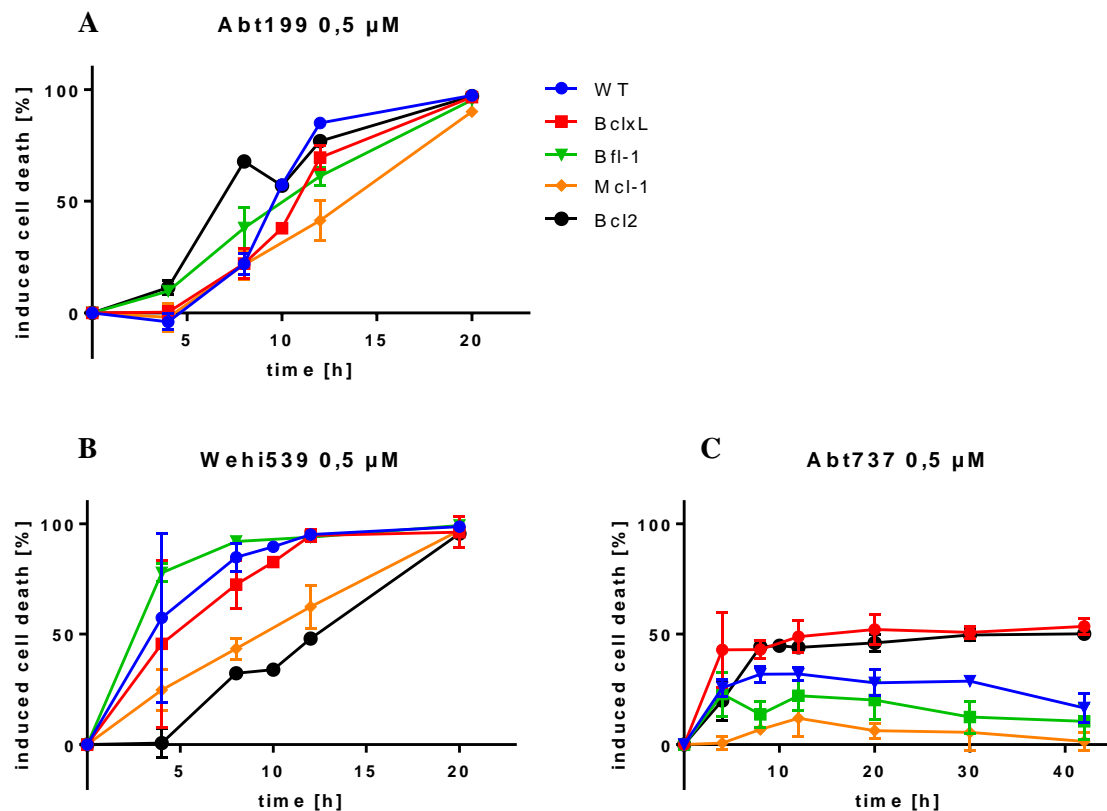 A
Abt199 0,5 µM
induced cell death [%]
100
50
0
5
10
15
20
time [h]
WT
BclxL
Bfl-1
Mcl-1
Bcl2
B
Wehi539 0,5 µM
induced cell death [%]
100
50
0
5
10
20
time [h]
C
Abt737 0,5 µM
induced cell death [%]
100
50
0
10
20
30
40
time [h]